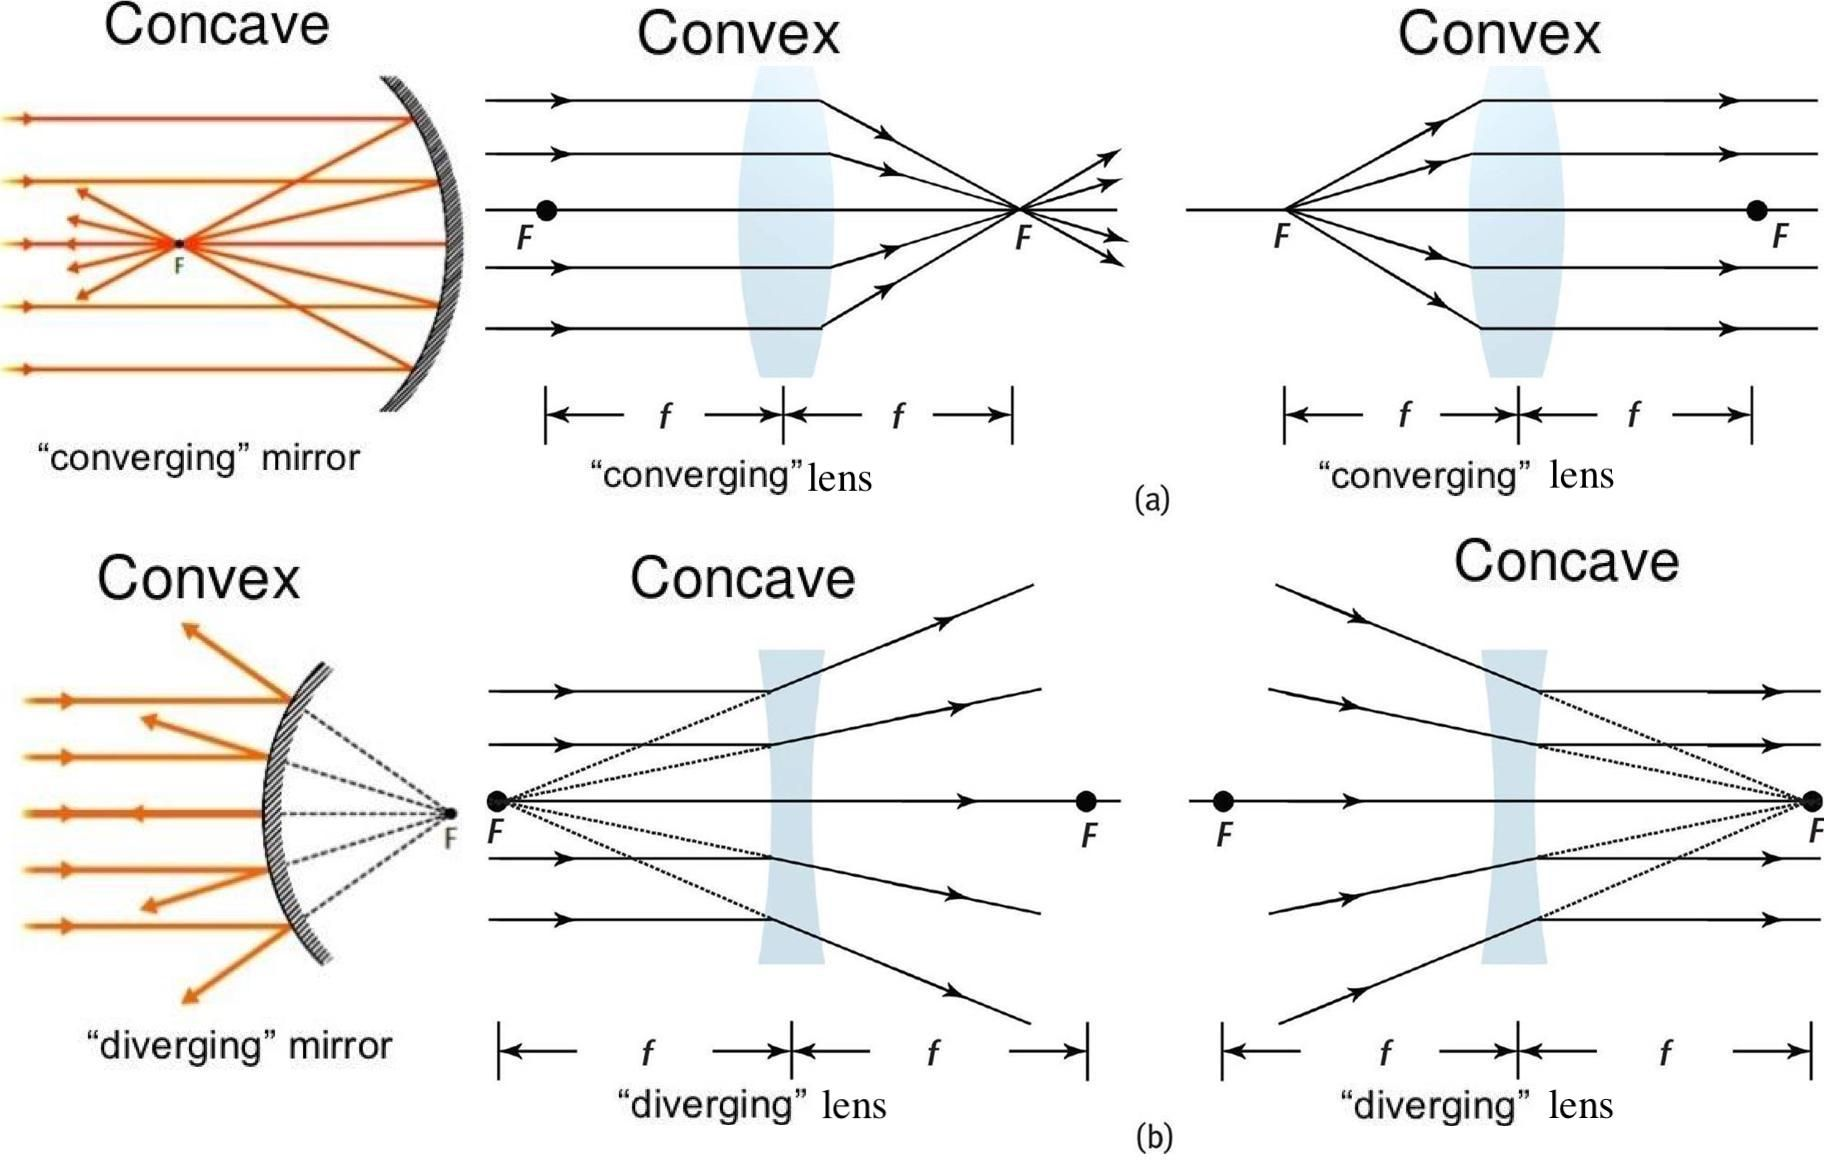 Concave
Convex
Convex
F
F
F
F
F
f
f
f
f
“converging” mirror
“converging” lens
“converging” lens
(a)
Convex
Concave
Concave
F
F
F
F
F
f
f
f
f
“diverging” mirror
“diverging” lens
“diverging” lens
(b)